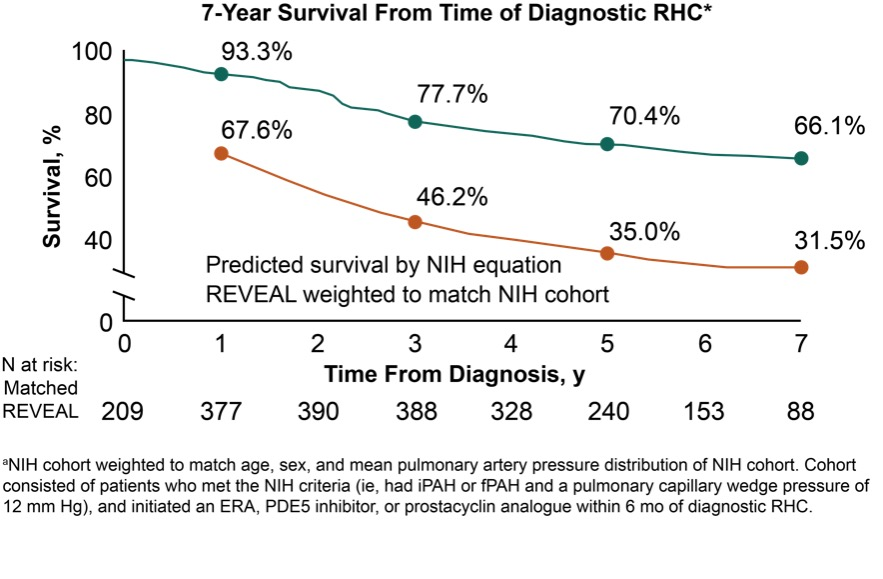 7-Year Survival From Time of Diagnostic RHC*
100
80
60
40
0
Survival, %
93.3%
77.7%
70.4%
66.1%
67.6%
46.2%
35.0%
31.5%
Predicted survival by NIH equation
REVEAL weighted to match NIH cohort
0 1 2 3 4 5 6 7
Time From Diagnosis, y
N at risk:
Matched
REVEAL 209 377 390 388 328 240 153 88
ᵃNIH cohort weighted to match age, sex, and mean pulmonary artery pressure distribution of NIH cohort. Cohort
consisted of patients who met the NIH criteria (ie, had iPAH or fPAH and a pulmonary capillary wedge pressure of
12 mm Hg), and initiated an ERA, PDE5 inhibitor, or prostacyclin analogue within 6 mo of diagnostic RHC.